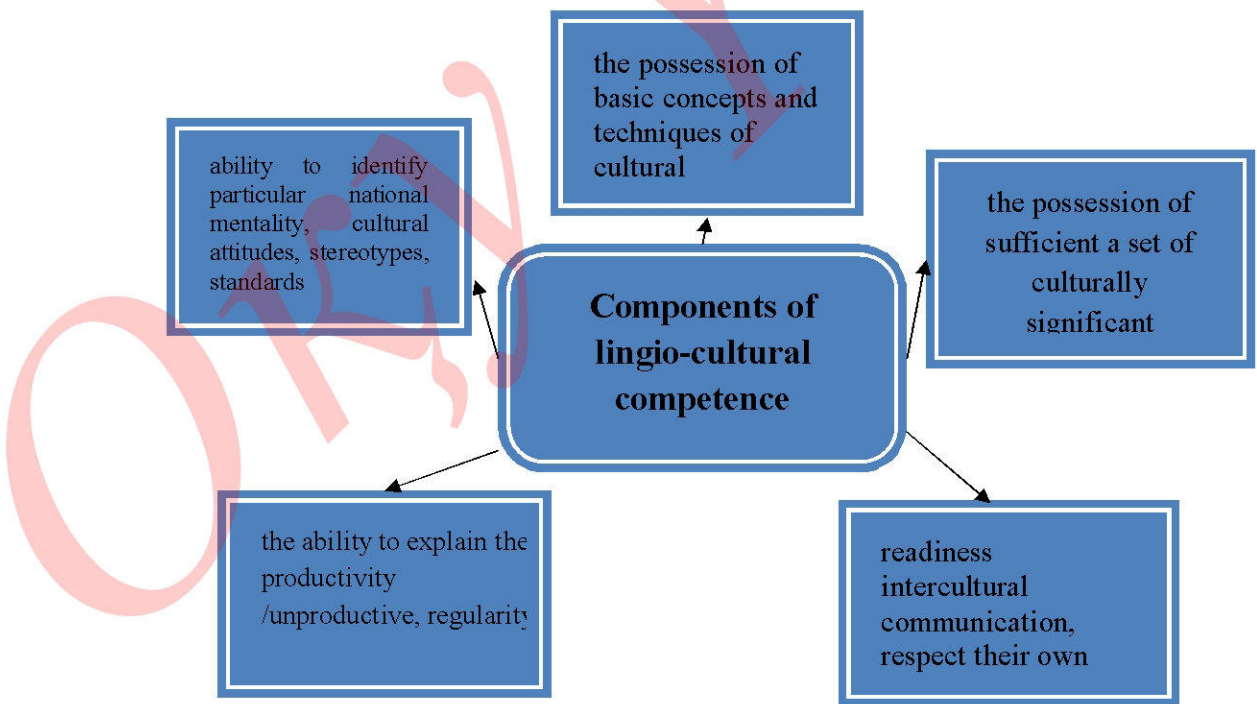 the possession of
basic concepts and
techniques of
cultural
ability to identify
particular national
mentality, cultural
attitudes, stereotypes,
standards
the possession of
sufficient a set of
culturally
significant
Components of
lingio-cultural
competence
the ability to explain the
productivity
/unproductive, regularity
readiness
intercultural
communication,
respect their own